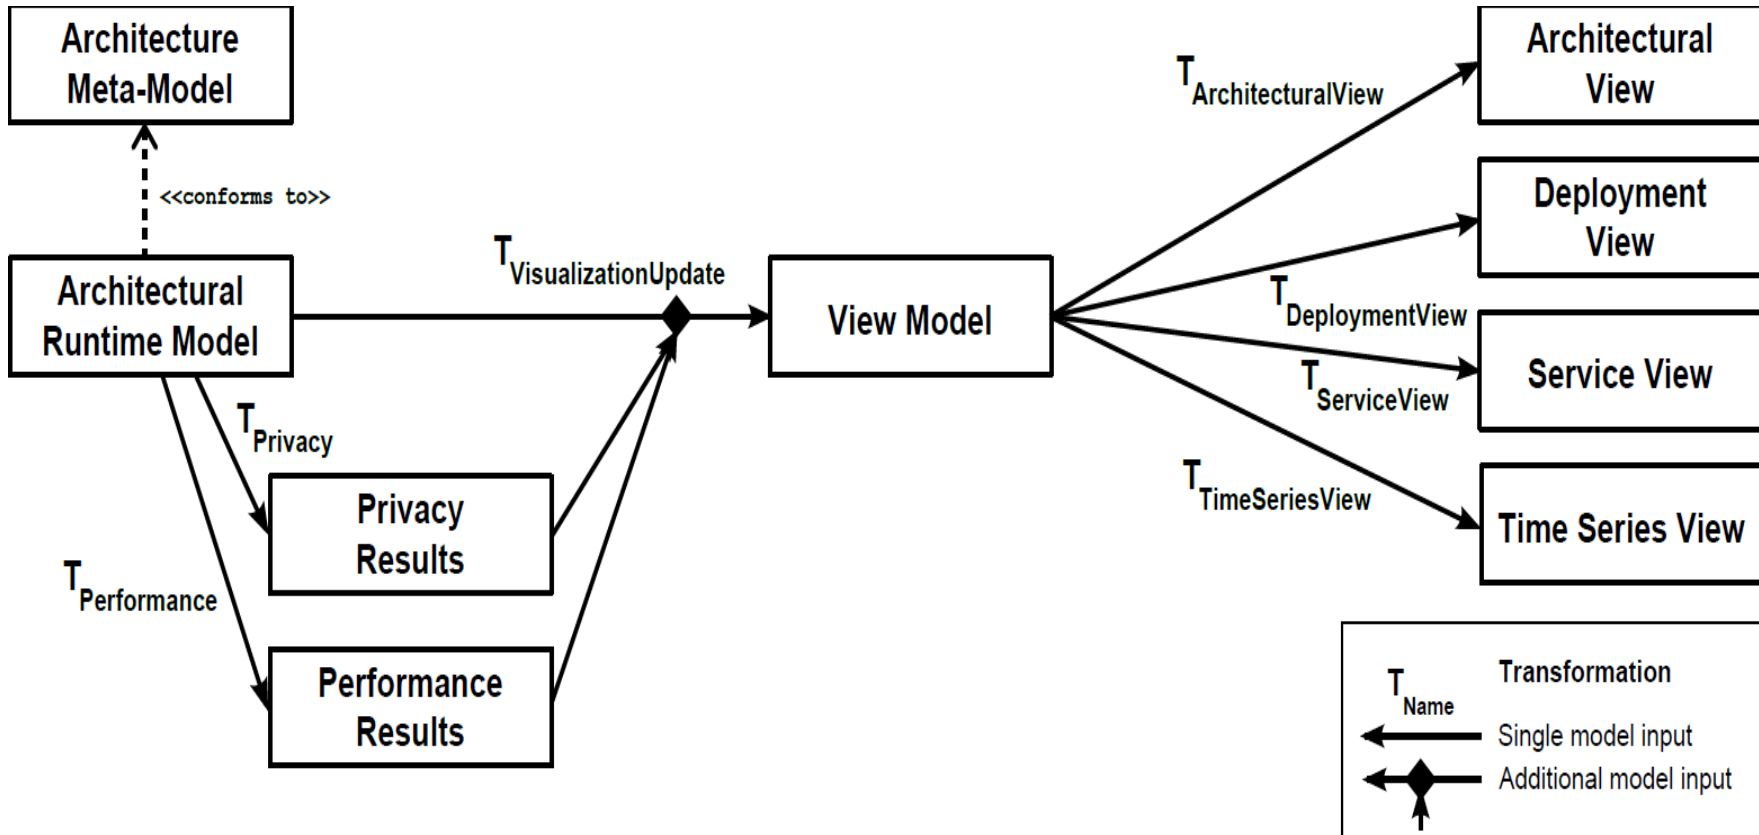 Architecture
Meta-Model
<<conforms to>>
Architectural
Runtime Model
T VisualizationUpdate
T Privacy
Privacy
Results
T Performance
Performance
Results
View Model
T ArchitecturalView
Architectural
View
Deployment
View
T DeploymentView
Service View
T ServiceView
T TimeSeriesView
Time Series View
T Name
Transformation
Single model input
Additional model input